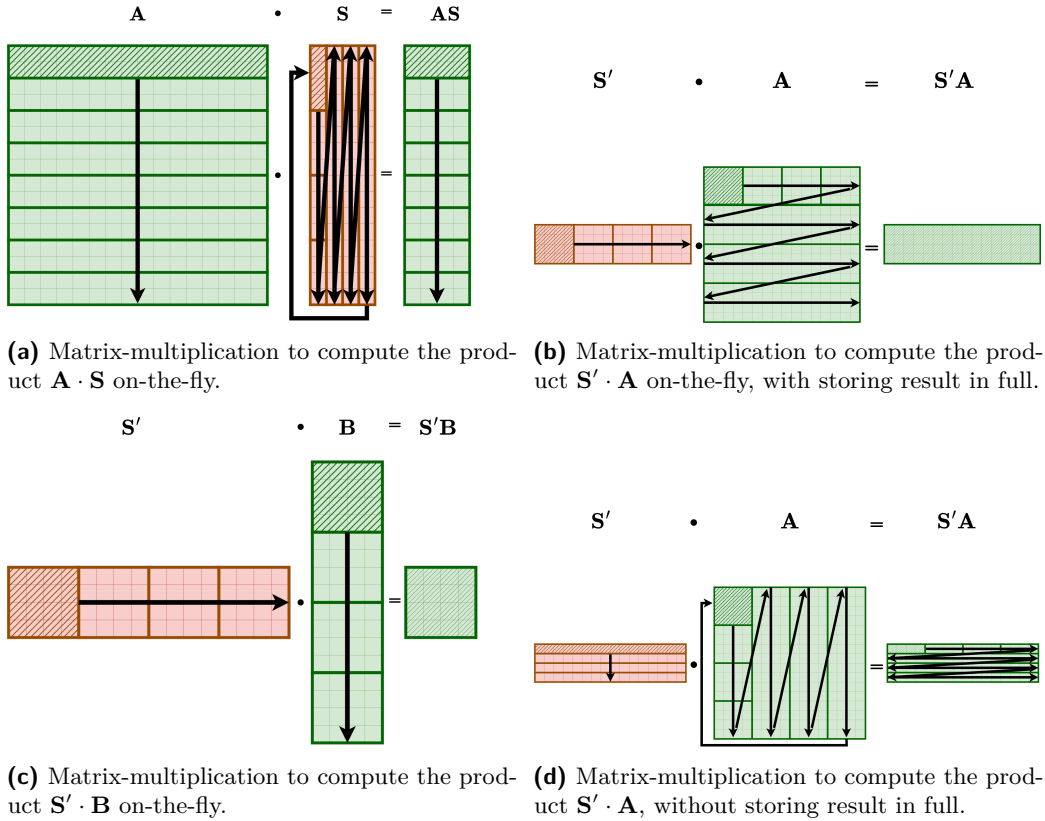 A · S = AS
· =
(a) Matrix-multiplication to compute the prod-
uct A · S on-the-fly.
S′ · A = S′A
· =
(b) Matrix-multiplication to compute the prod-
uct S′ · A on-the-fly, with storing result in full.
S′ · B = S′B
· =
(c) Matrix-multiplication to compute the prod-
uct S′ · B on-the-fly.
S′ · A = S′A
· =
(d) Matrix-multiplication to compute the prod-
uct S′ · A, without storing result in full.